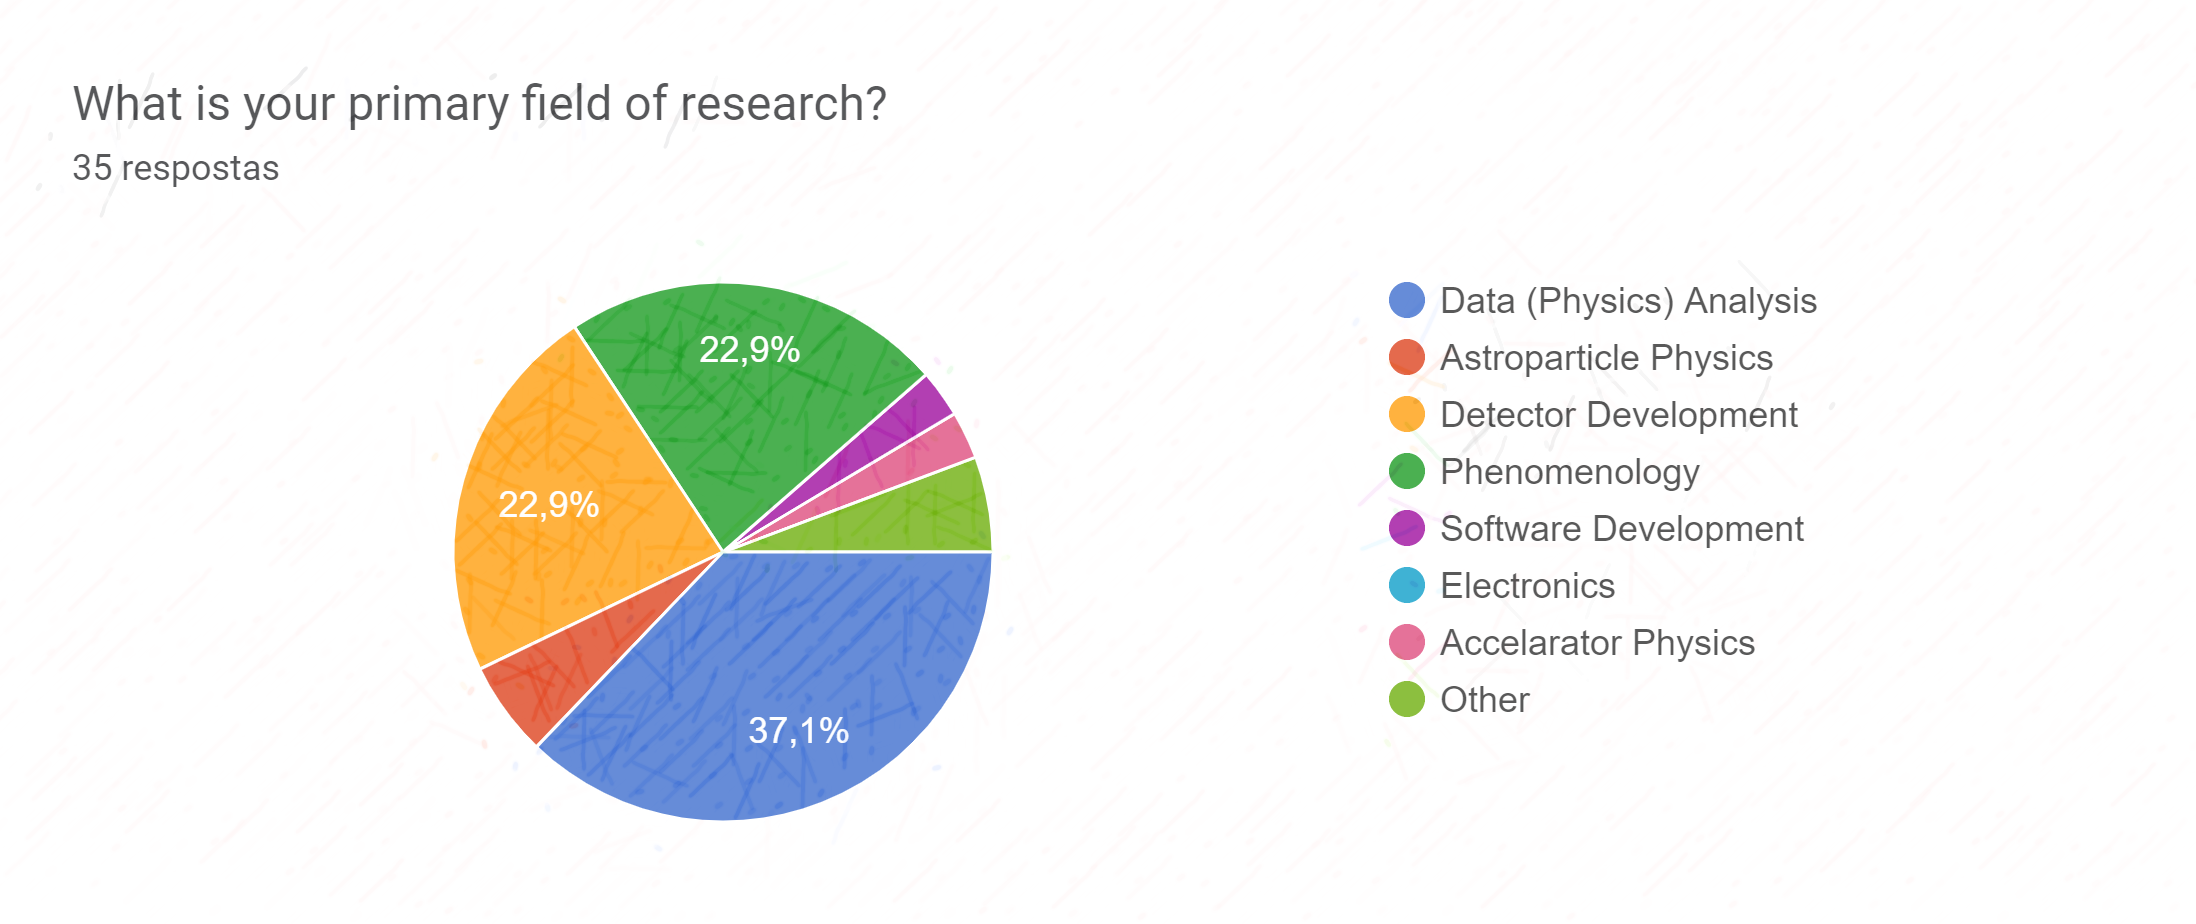 What is your primary field of research?
35 respostas
22,9%
22,9%
37,1%
Data (Physics) Analysis
Astroparticle Physics
Detector Development
Phenomenology
Software Development
Electronics
Accelarator Physics
Other